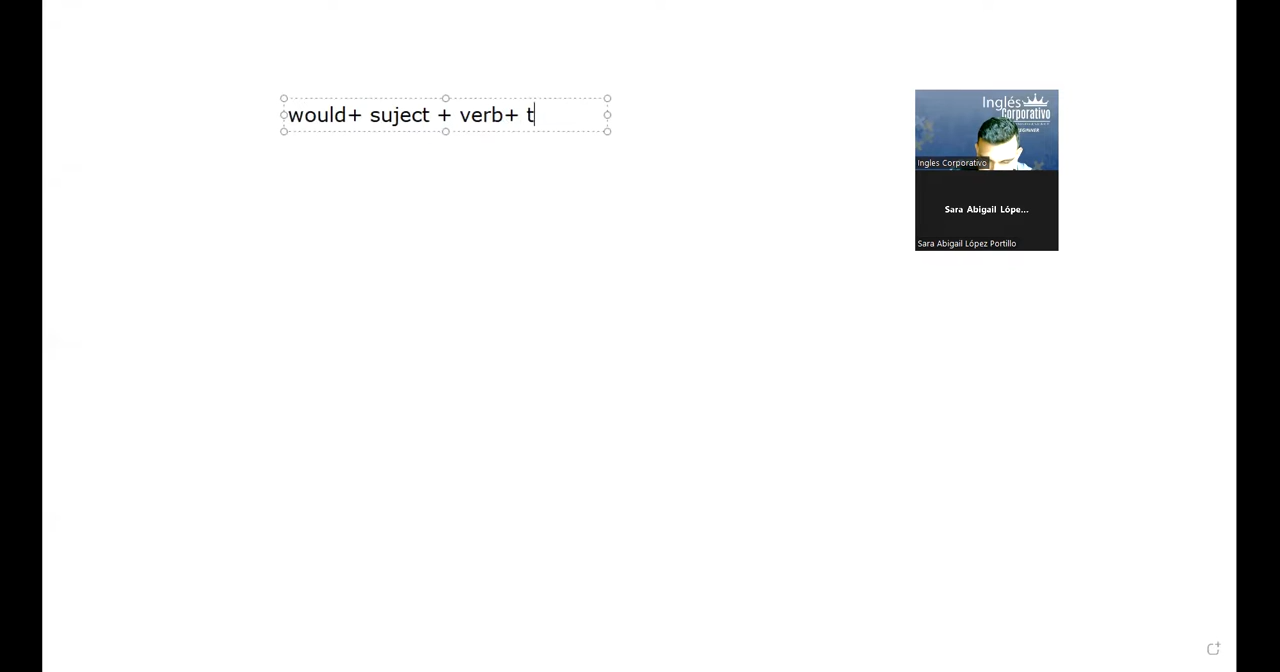 would+ suject + verb+ t
Inglés
Corporativo
Ingles Corporativo
Sara Abigail Lópe...
Sara Abigail López Portillo